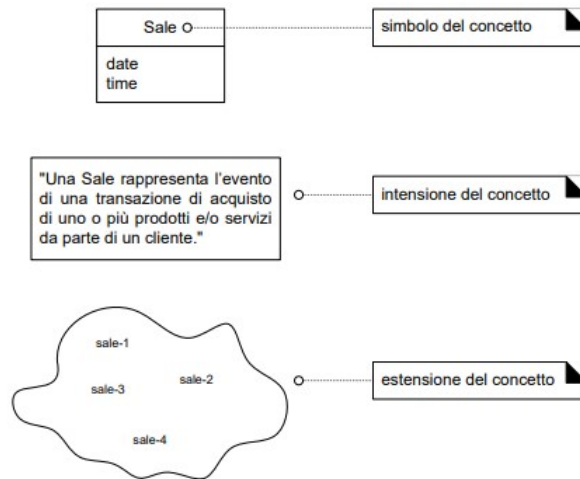 Sale
simbolo del concetto
date
time
"Una Sale rappresenta l'evento
di una transazione di acquisto
di uno o più prodotti e/o servizi
da parte di un cliente."
intensione del concetto
sale-1
sale-2
sale-3
estensione del concetto
sale-4